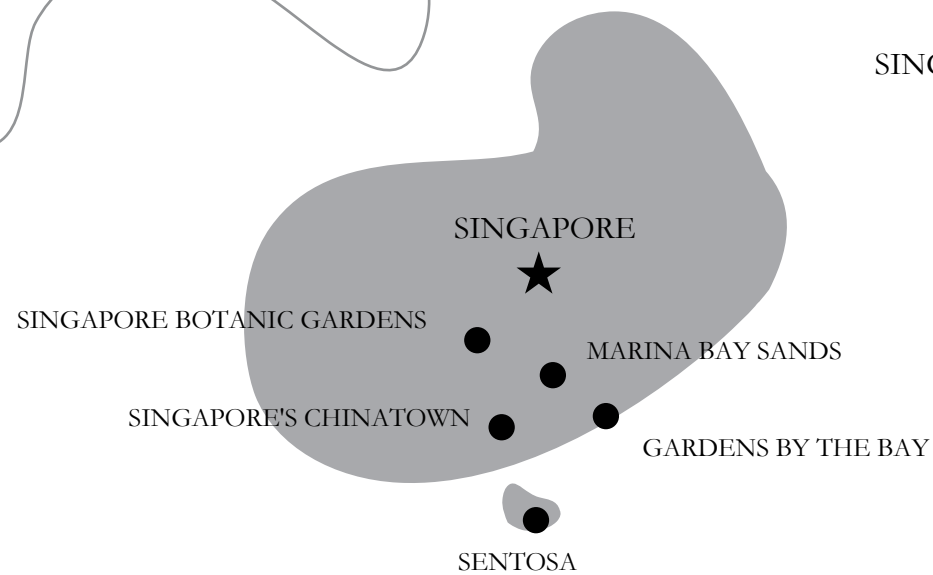 SINGAPORE
SINGAPORE BOTANIC GARDENS
MARINA BAY SANDS
SINGAPORE'S CHINATOWN
GARDENS BY THE BAY
SENTOSA